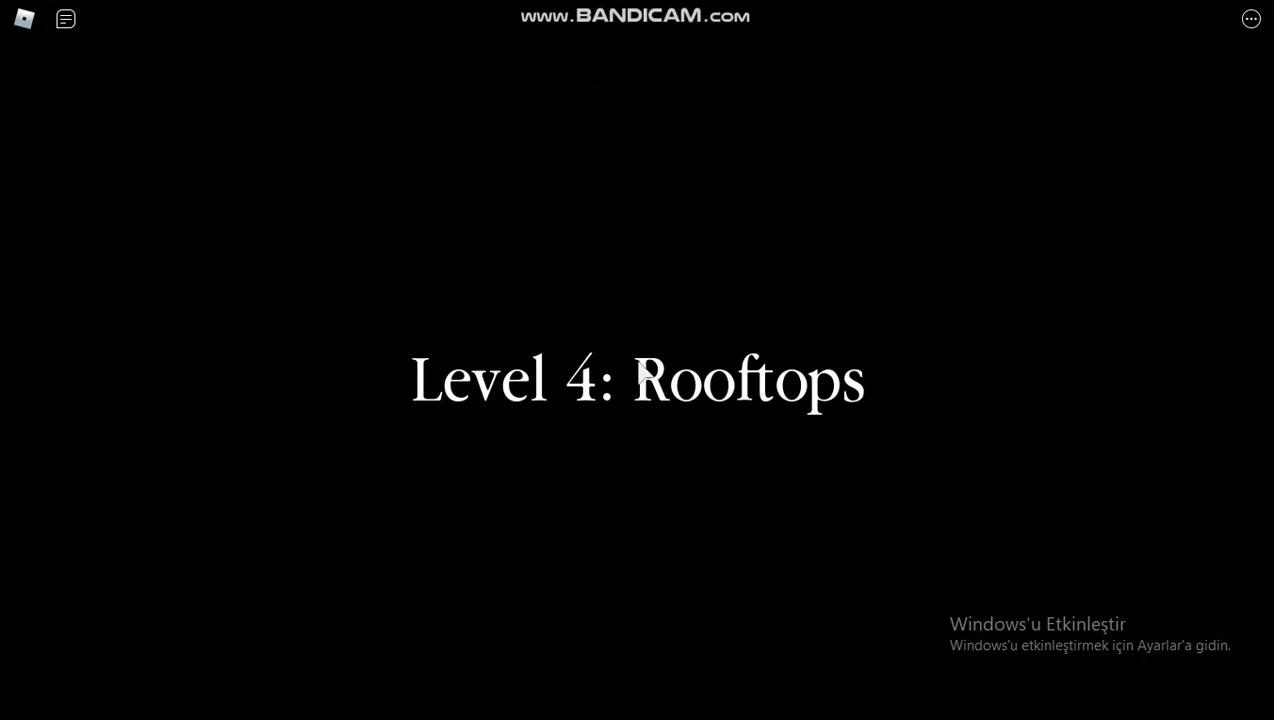 www.BANDICAM.com
Level 4: Rooftops
Windows'u Etkinleştir
Windows'u etkinleştirmek için Ayarlar'a gidin.